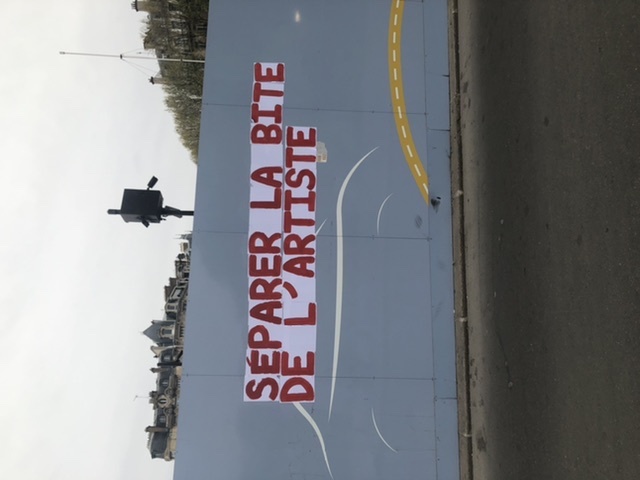 SÉPARER LA BITE
DE L'ARTISTE